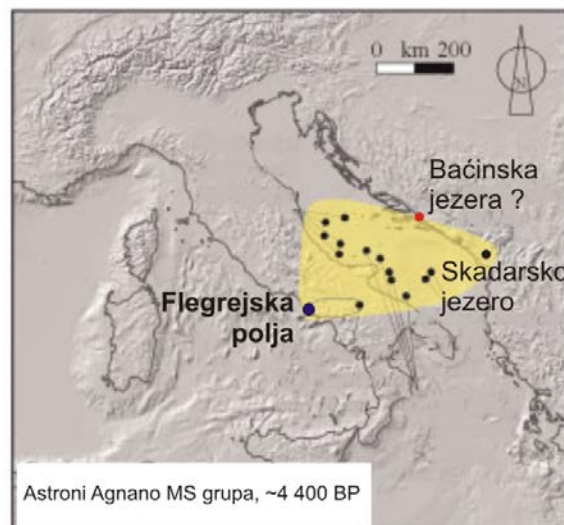 0 km 200
N
Baćinska
jezera ?
Skadarsko
jezero
Flegrejska
polja
Astroni Agnano MS grupa, ~4 400 BP